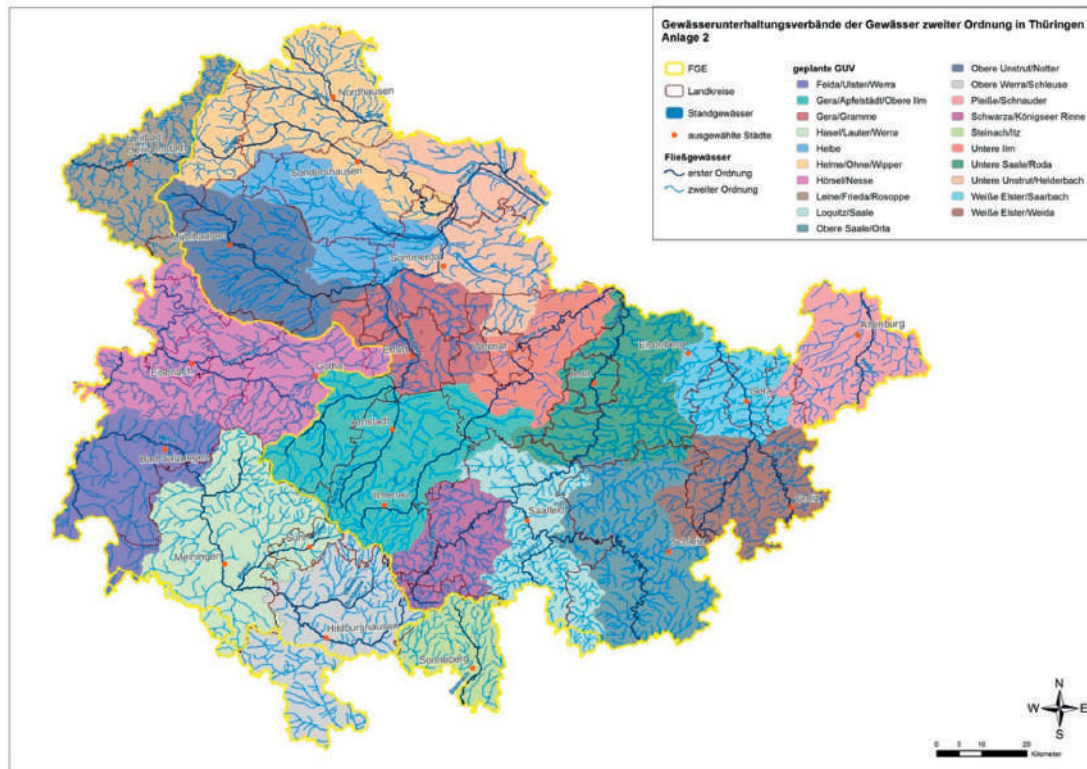 Gewässerunterhaltungsverbände der Gewässer zweiter Ordnung in Thüringen
Anlage 2
FGE
Landkreise
Standgewässer
ausgewählte Städte
Fließgewässer
erster Ordnung
zweiter Ordnung
geplante GUV
Felda/Ulster/Werra
Gera/Apfelstädt/Obere Ilm
Gera/Gramme
Hasel/Lauter/Werra
Helbe
Helme/Ohne/Wipper
Hörsel/Nesse
Leine/Frieda/Rosoppe
Loquitz/Saale
Obere Saale/Orla
Obere Unstrut/Notter
Obere Werra/Schleuse
Pleiße/Schnauder
Schwarza/Königseer Rinne
Steinach/Itz
Untere Ilm
Untere Saale/Roda
Untere Unstrut/Helderbach
Weiße Elster/Saarbach
Weiße Elster/Weida
Nordhausen
Sondershausen
Mühlhausen
Sömmerda
Altenburg
Eisenberg
Erfurt
Weimar
Jena
Gera
Gotha
Eisenach
Arnstadt
Bad Salzungen
Ilmenau
Greiz
Saalfeld
Schleiz
Suhl
Meiningen
Hildburghausen
Sonneberg
N
W E
S
0 5 10 20
Kilometer